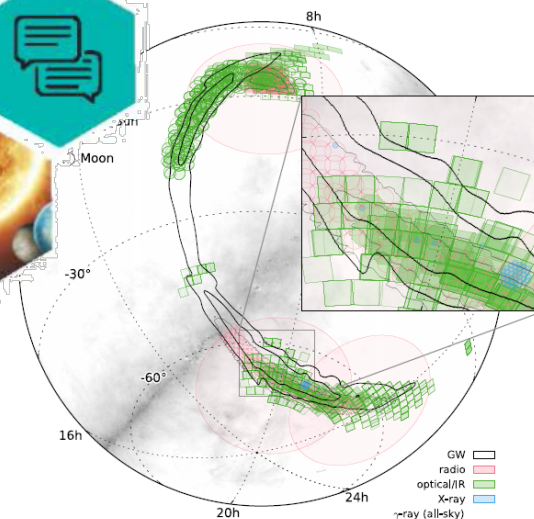 8h
Moon
-30°
-60°
16h
20h
24h
GW
radio
optical/IR
X-ray
γ-ray (all-sky)